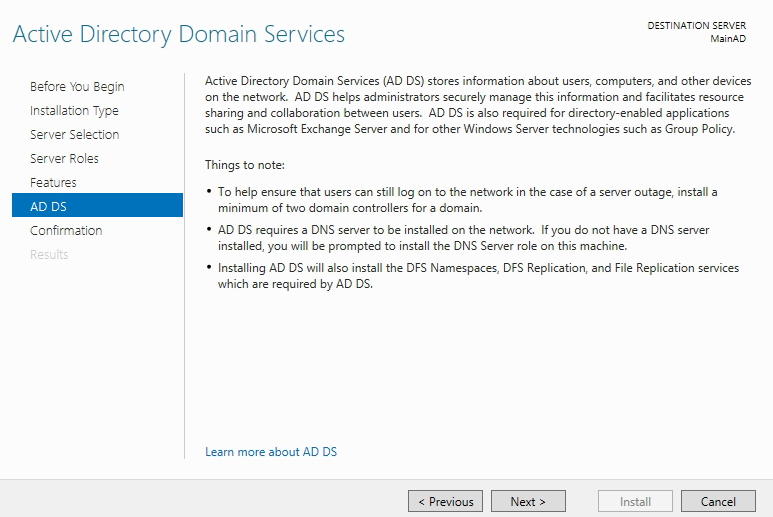 Active Directory Domain Services
DESTINATION SERVER
MainAD
Before You Begin
Installation Type
Server Selection
Server Roles
Features
AD DS
Confirmation
Results
Active Directory Domain Services (AD DS) stores information about users, computers, and other devices
on the network.  AD DS helps administrators securely manage this information and facilitates resource
sharing and collaboration between users.  AD DS is also required for directory-enabled applications
such as Microsoft Exchange Server and for other Windows Server technologies such as Group Policy.
Things to note:
• To help ensure that users can still log on to the network in the case of a server outage, install a
minimum of two domain controllers for a domain.
• AD DS requires a DNS server to be installed on the network.  If you do not have a DNS server
installed, you will be prompted to install the DNS Server role on this machine.
• Installing AD DS will also install the DFS Namespaces, DFS Replication, and File Replication services
which are required by AD DS.
Learn more about AD DS
< Previous
Next >
Install
Cancel